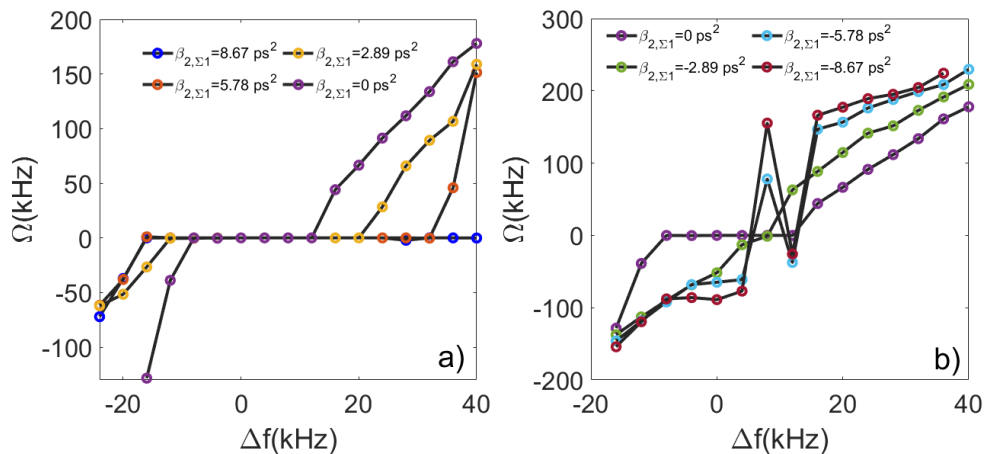 200
150
100
50
0
-50
-100
Ω(kHz)
β2,Σ1=8.67 ps²
β2,Σ1=2.89 ps²
β2,Σ1=5.78 ps²
β2,Σ1=0 ps²
a)
-20
0
20
40
Δf(kHz)
300
200
100
0
-100
-200
Ω(kHz)
β2,Σ1=0 ps²
β2,Σ1=-5.78 ps²
β2,Σ1=-2.89 ps²
β2,Σ1=-8.67 ps²
b)
-20
0
20
40
Δf(kHz)